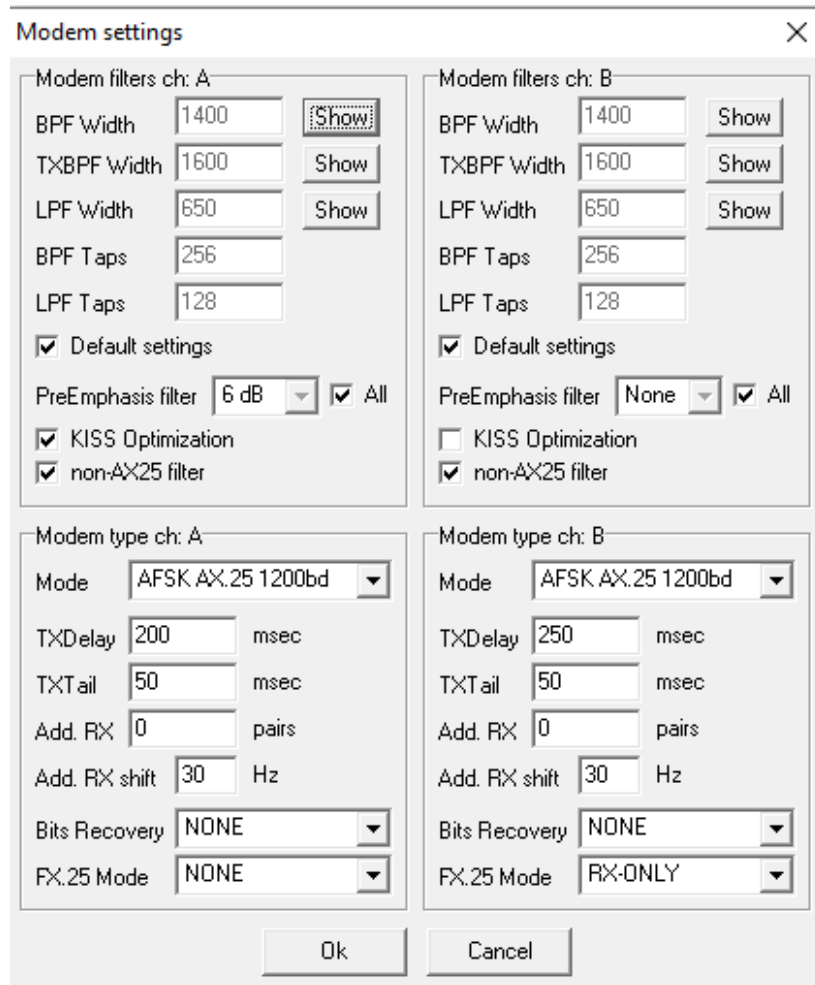 Modem settings
Modem filters ch: A
BPF Width 1400 Show
TXBPF Width 1600 Show
LPF Width 650 Show
BPF Taps 256
LPF Taps 128
Default settings
PreEmphasis filter 6 dB All
KISS Optimization
non-AX25 filter
Modem filters ch: B
BPF Width 1400 Show
TXBPF Width 1600 Show
LPF Width 650 Show
BPF Taps 256
LPF Taps 128
Default settings
PreEmphasis filter None All
KISS Optimization
non-AX25 filter
Modem type ch: A
Mode AFSK AX.25 1200bd
TXDelay 200 msec
TXTail 50 msec
Add. RX 0 pairs
Add. RX shift 30 Hz
Bits Recovery NONE
FX.25 Mode NONE
Modem type ch: B
Mode AFSK AX.25 1200bd
TXDelay 250 msec
TXTail 50 msec
Add. RX 0 pairs
Add. RX shift 30 Hz
Bits Recovery NONE
FX.25 Mode RX-ONLY
Ok Cancel